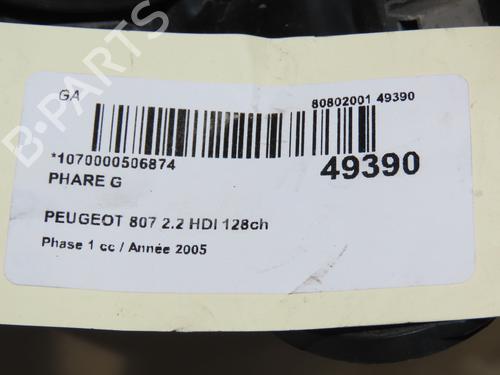 B-PARTS
GA
80802001 49390
*1070000506874
49390
PHARE G
PEUGEOT 807 2.2 HDI 128ch
Phase 1 cc / Année 2005